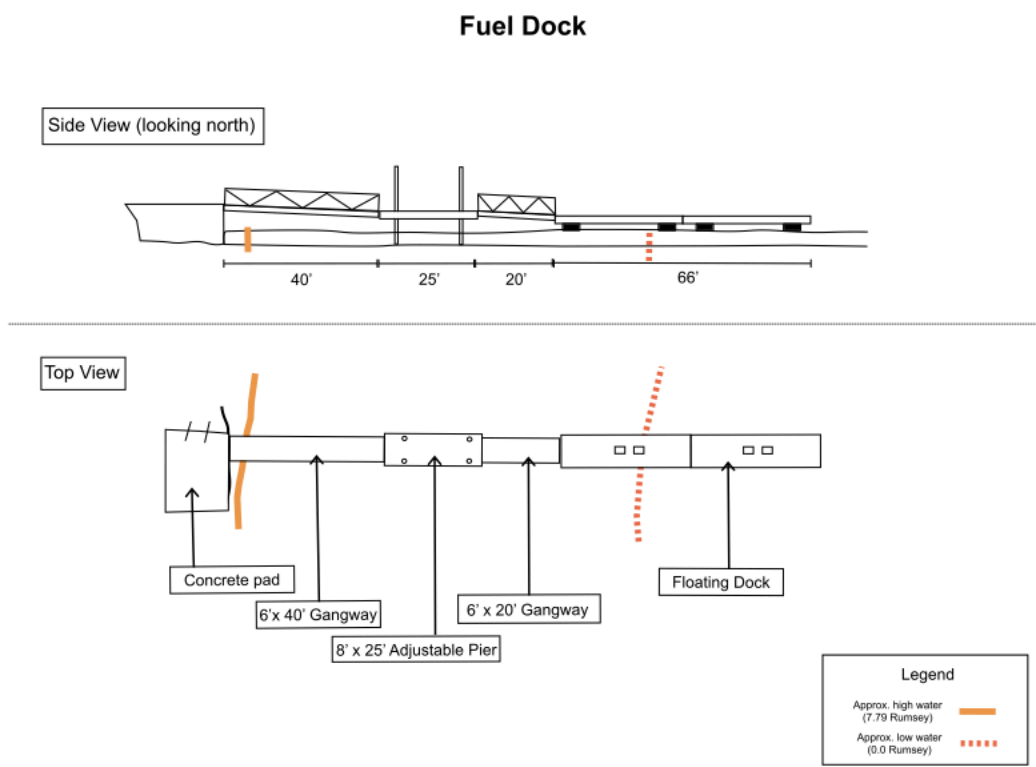 Fuel Dock
Side View (looking north)
40’
25’
20’
66’
Top View
Concrete pad
6’x 40’ Gangway
8’ x 25’ Adjustable Pier
6’ x 20’ Gangway
Floating Dock
Legend
Approx. high water
(7.79 Rumsey)
Approx. low water
(0.0 Rumsey)